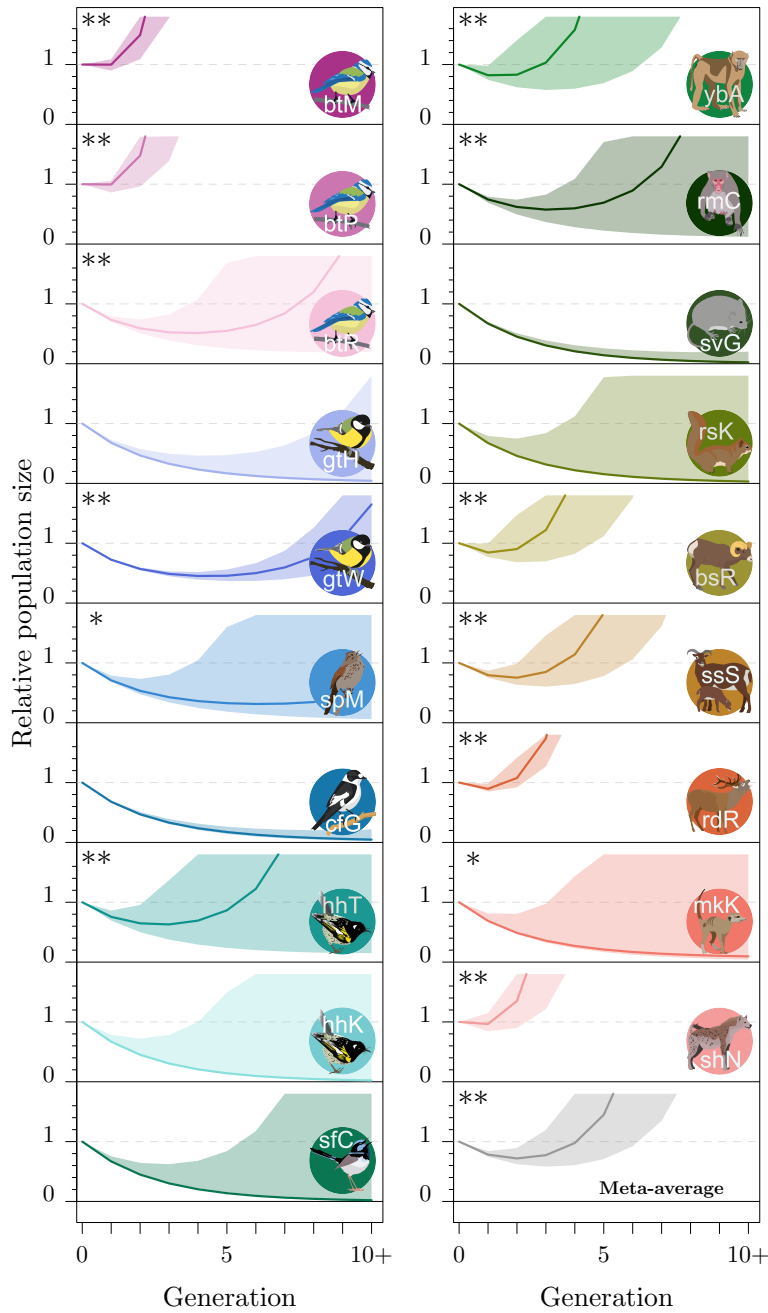 **
1
0
btM
**
1
0
btP
**
1
0
btR
1
0
gtH
**
1
0
gtW
*
1
0
spM
1
0
cfG
**
1
0
hhT
1
0
hhK
1
0
sfC
0
5
10+
Generation
Relative population size
**
1
0
ybA
**
1
0
rmC
1
0
svG
1
0
rsK
**
1
0
bsR
**
1
0
ssS
**
1
0
rdR
*
1
0
mkK
**
1
0
shN
**
1
0
Meta-average
0
5
10+
Generation